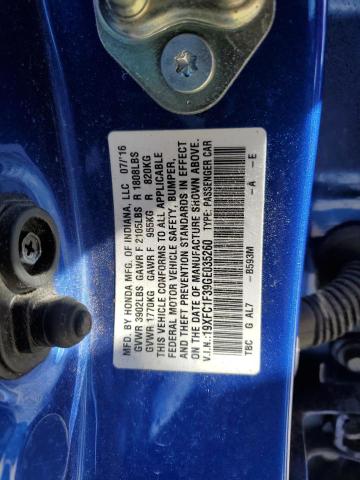 MFD. BY HONDA MFG. OF INDIANA, LLC 07/16
GVWR 3902LBS GAWR F 2105LBS R 1808LBS
GVWR 1770KG GAWR F 955KG R 820KG
THIS VEHICLE CONFORMS TO ALL APPLICABLE
FEDERAL MOTOR VEHICLE SAFETY, BUMPER,
AND THEFT PREVENTION STANDARDS IN EFFECT
ON THE DATE OF MANUFACTURE SHOWN ABOVE.
V.I.N.:19XFC1F39GE035260 TYPE: PASSENGER CAR
TBC G AL7 -B593M -A -E